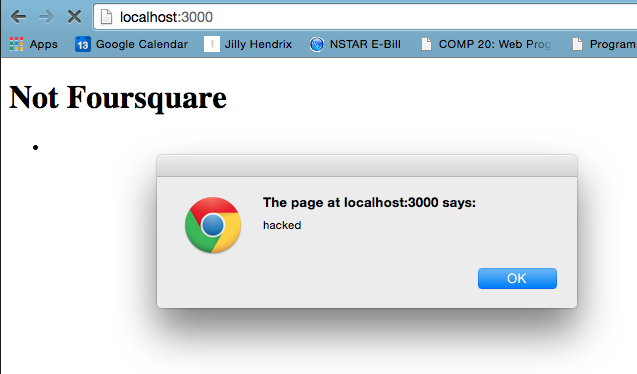 localhost:3000
Apps 13 Google Calendar Jilly Hendrix NSTAR E-Bill COMP 20: Web Prog Program
Not Foursquare
The page at localhost:3000 says:
hacked
OK